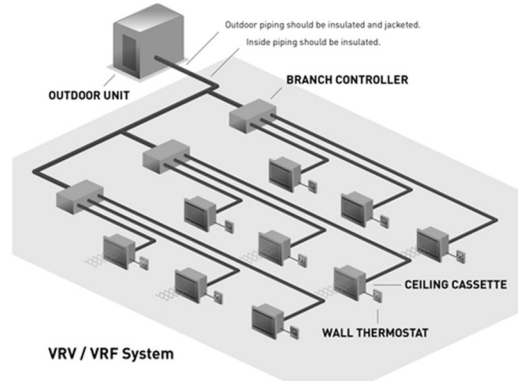 Outdoor piping should be insulated and jacketed.
Inside piping should be insulated.
OUTDOOR UNIT
BRANCH CONTROLLER
CEILING CASSETTE
WALL THERMOSTAT
VRV / VRF System